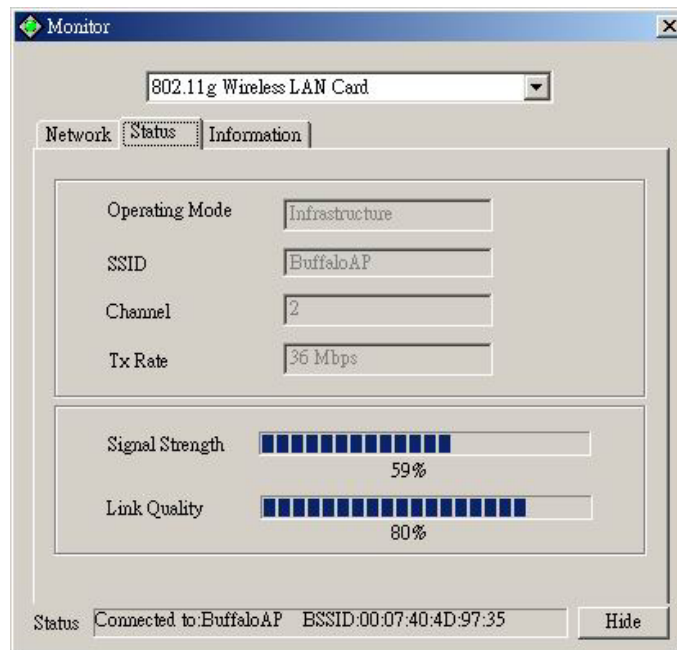 Monitor
802.11g Wireless LAN Card
Network Status Information
Operating Mode Infrastructure
SSID BuffaloAP
Channel 2
Tx Rate 36 Mbps
Signal Strength
59%
Link Quality
80%
Status Connected to:BuffaloAP BSSID:00:07:40:4D:97:35 Hide